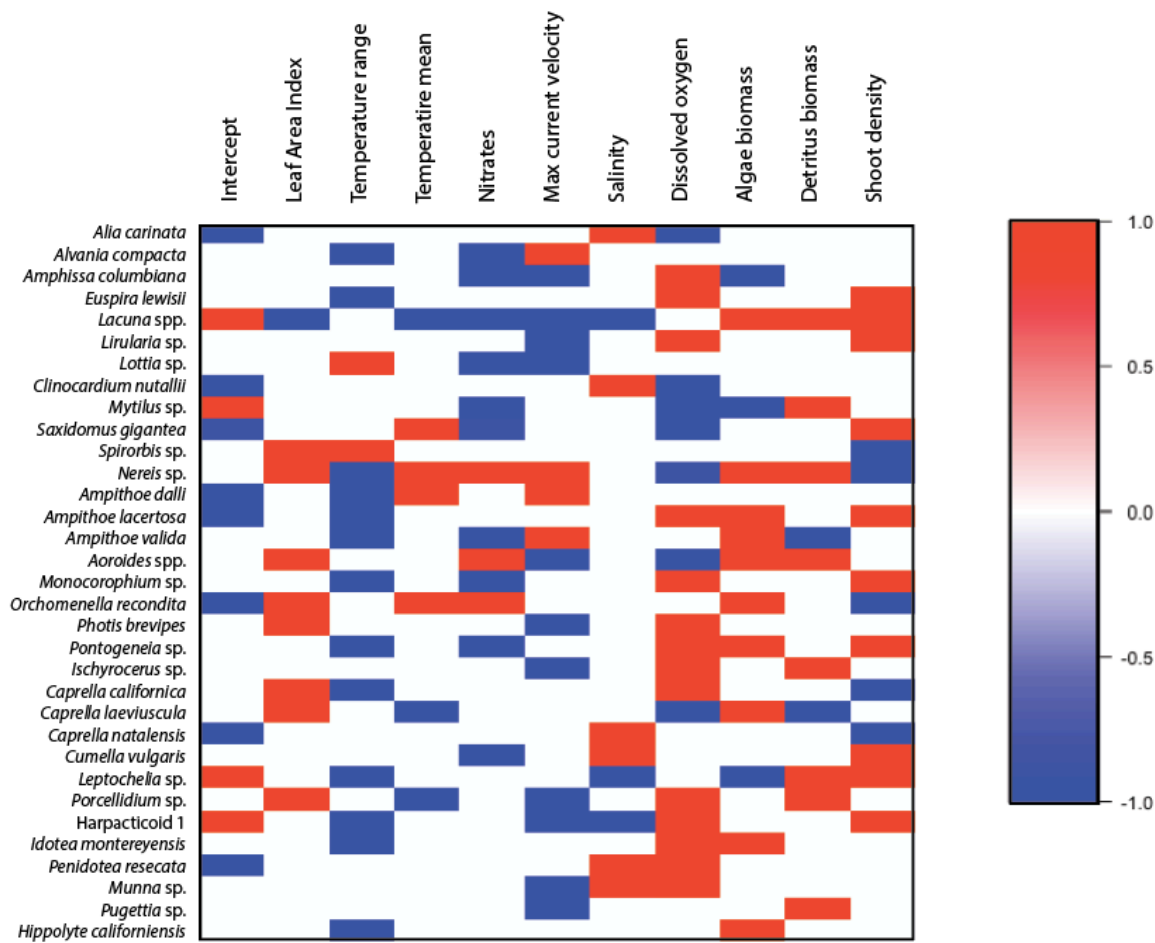 Intercept
Leaf Area Index
Temperature range
Temperatire mean
Nitrates
Max current velocity
Salinity
Dissolved oxygen
Algae biomass
Detritus biomass
Shoot density
Alia carinata
Alvania compacta
Amphissa columbiana
Euspira lewisii
Lacuna spp.
Lirularia sp.
Lottia sp.
Clinocardium nutallii
Mytilus sp.
Saxidomus gigantea
Spirorbis sp.
Nereis sp.
Ampithoe dalli
Ampithoe lacertosa
Ampithoe valida
Aoroides spp.
Monocorophium sp.
Orchomenella recondita
Photis brevipes
Pontogeneia sp.
Ischyrocerus sp.
Caprella californica
Caprella laeviuscula
Caprella natalensis
Cumella vulgaris
Leptochelia sp.
Porcellidium sp.
Harpacticoid 1
Idotea montereyensis
Penidotea resecata
Munna sp.
Pugettia sp.
Hippolyte californiensis
1.0
0.5
0.0
-0.5
-1.0